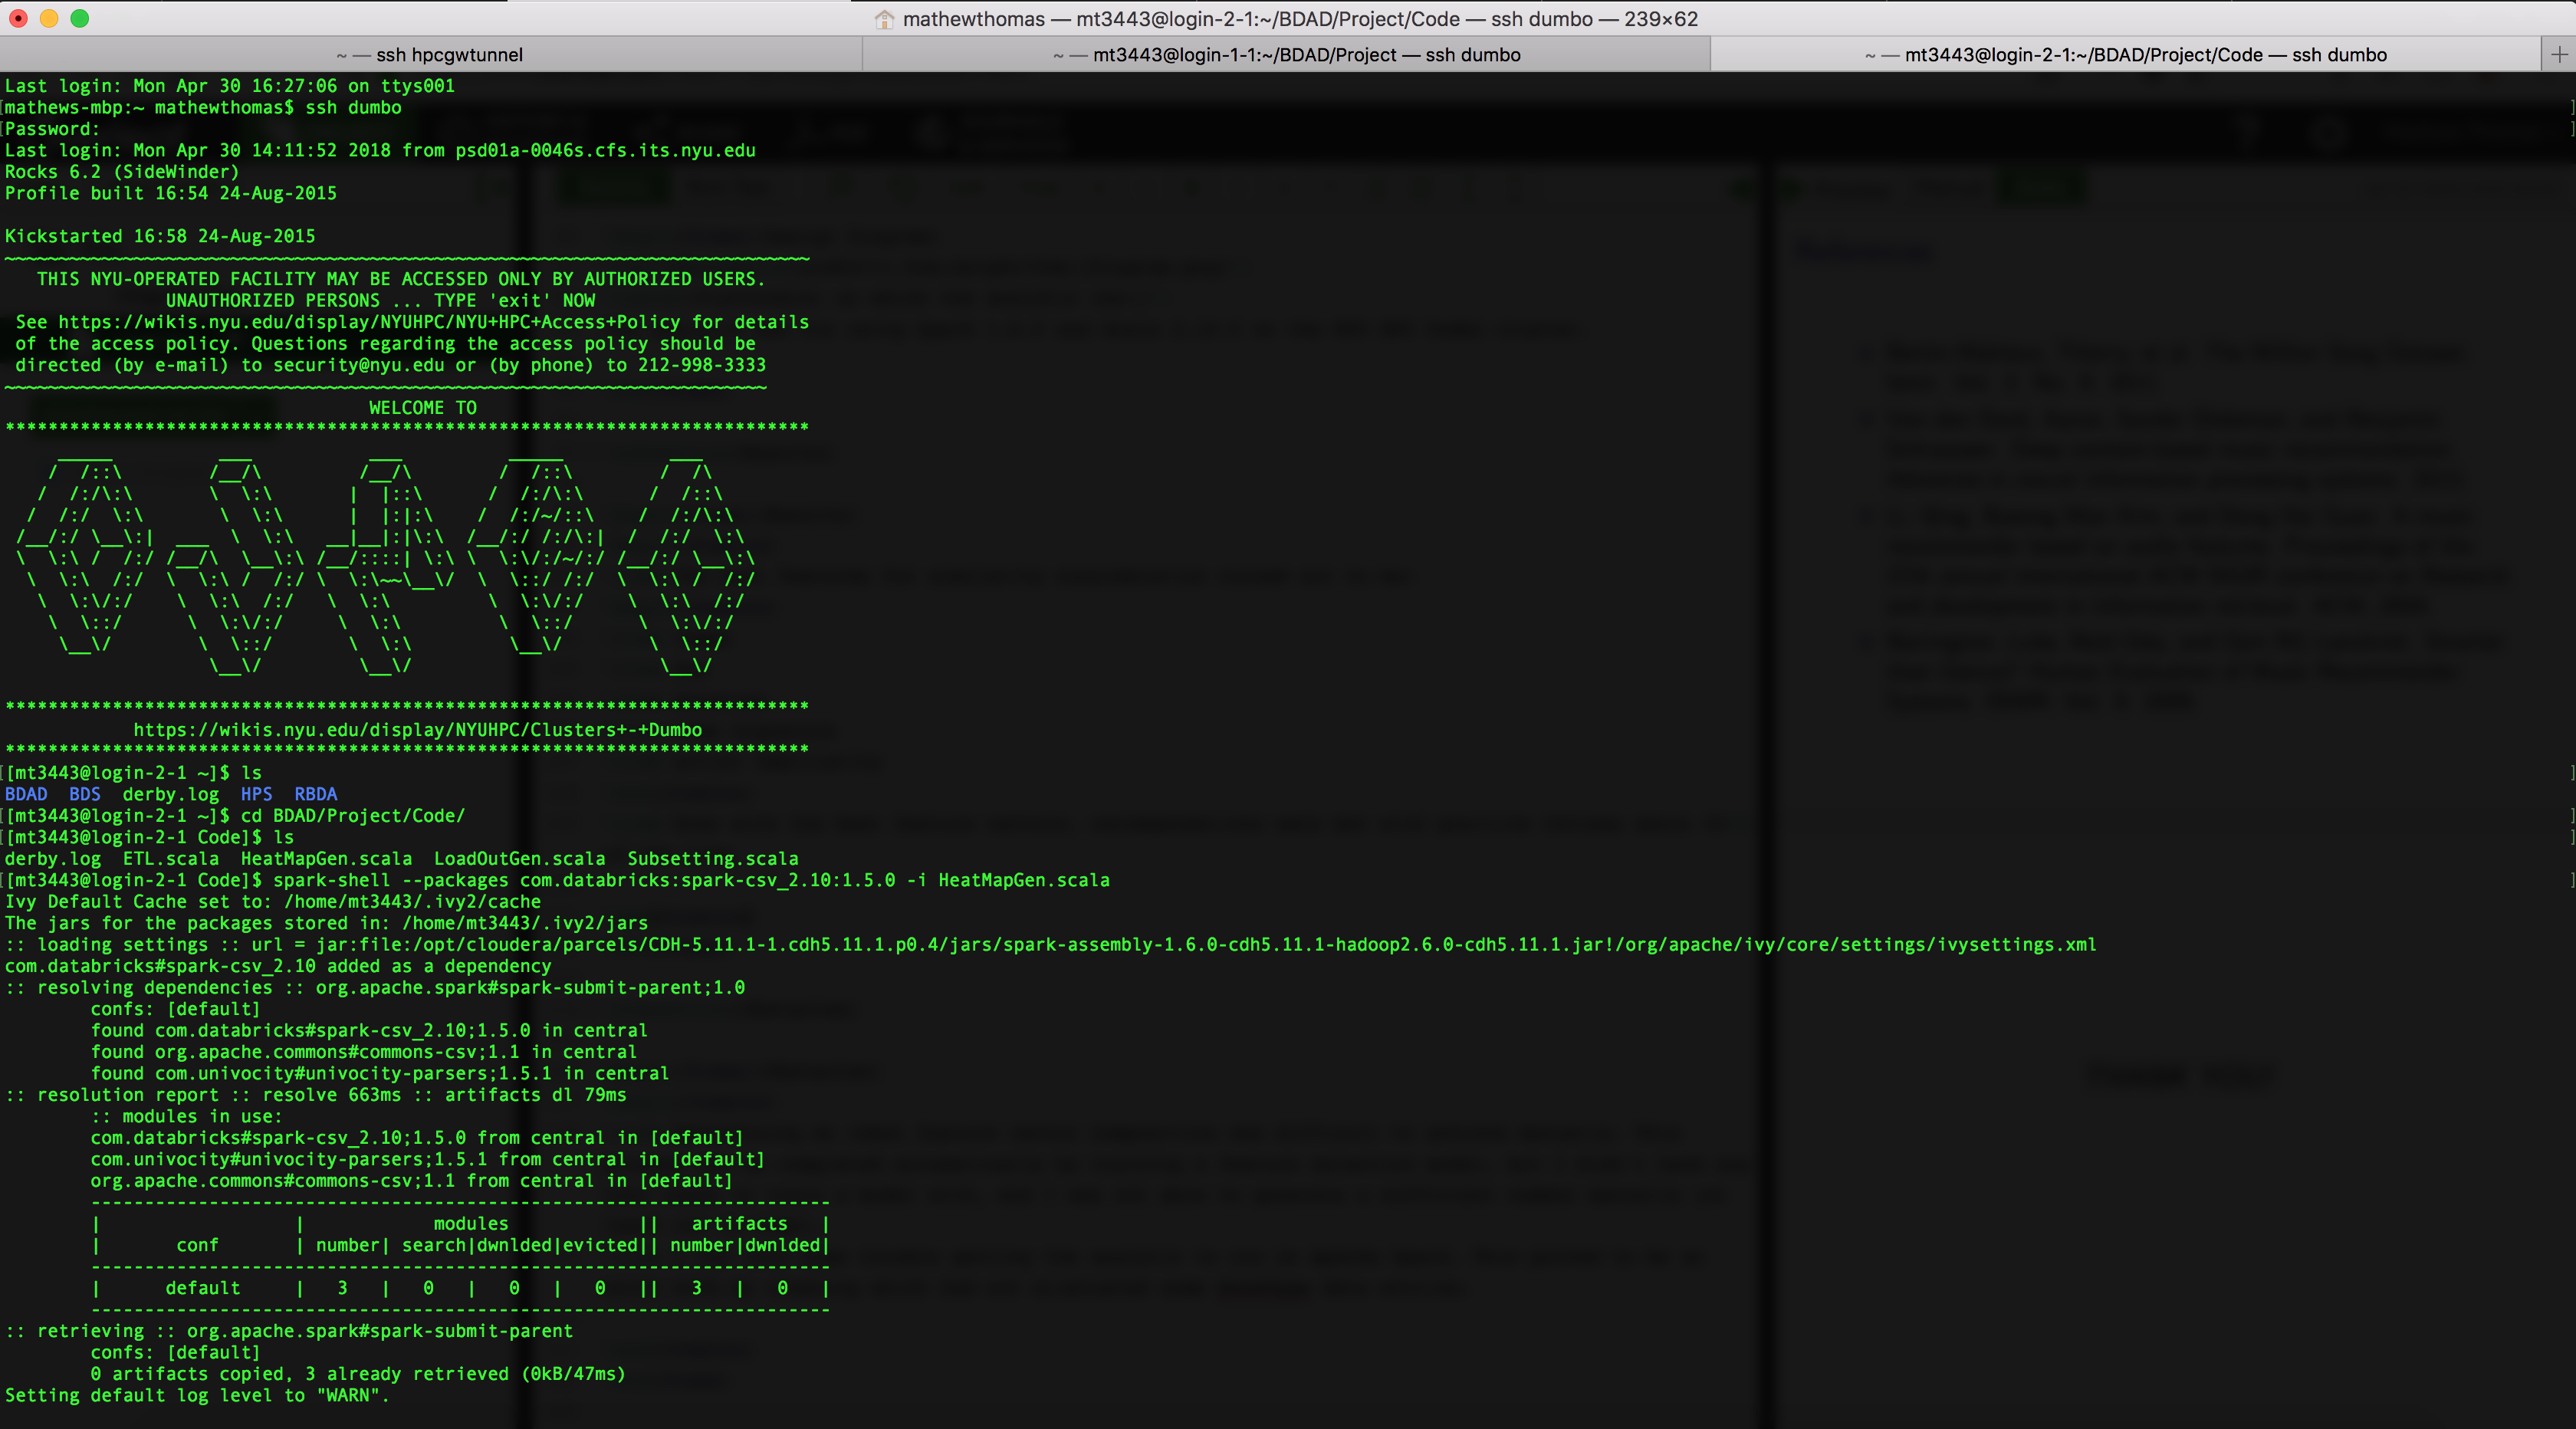 mathewthomas — mt3443@login-2-1:~/BDAD/Project/Code — ssh dumbo — 239×62
~ — ssh hpcgwtunnel
~ — mt3443@login-1-1:~/BDAD/Project — ssh dumbo
~ — mt3443@login-2-1:~/BDAD/Project/Code — ssh dumbo
Last login: Mon Apr 30 16:27:06 on ttys001
[mathews-mbp:~ mathewthomas$ ssh dumbo ]
[Password: ]
Last login: Mon Apr 30 14:11:52 2018 from psd01a-0046s.cfs.its.nyu.edu
Rocks 6.2 (SideWinder)
Profile built 16:54 24-Aug-2015
Kickstarted 16:58 24-Aug-2015
~~~~~~~~~~~~~~~~~~~~~~~~~~~~~~~~~~~~~~~~~~~~~~~~~~~~~~~~~~~~~~~~~~~~~~~~~~~
THIS NYU-OPERATED FACILITY MAY BE ACCESSED ONLY BY AUTHORIZED USERS.
UNAUTHORIZED PERSONS ... TYPE 'exit' NOW
See https://wikis.nyu.edu/display/NYUHPC/NYU+HPC+Access+Policy for details
of the access policy. Questions regarding the access policy should be
directed (by e-mail) to security@nyu.edu or (by phone) to 212-998-3333
~~~~~~~~~~~~~~~~~~~~~~~~~~~~~~~~~~~~~~~~~~~~~~~~~~~~~~~~~~~~~~~~~~~~~~~
WELCOME TO
***************************************************************************
***************************************************************************
https://wikis.nyu.edu/display/NYUHPC/Clusters+-+Dumbo
***************************************************************************
[[mt3443@login-2-1 ~]$ ls ]
BDAD  BDS  derby.log  HPS  RBDA
[[mt3443@login-2-1 ~]$ cd BDAD/Project/Code/ ]
[[mt3443@login-2-1 Code]$ ls ]
derby.log  ETL.scala  HeatMapGen.scala  LoadOutGen.scala  Subsetting.scala
[[mt3443@login-2-1 Code]$ spark-shell --packages com.databricks:spark-csv_2.10:1.5.0 -i HeatMapGen.scala ]
Ivy Default Cache set to: /home/mt3443/.ivy2/cache
The jars for the packages stored in: /home/mt3443/.ivy2/jars
:: loading settings :: url = jar:file:/opt/cloudera/parcels/CDH-5.11.1-1.cdh5.11.1.p0.4/jars/spark-assembly-1.6.0-cdh5.11.1-hadoop2.6.0-cdh5.11.1.jar!/org/apache/ivy/core/settings/ivysettings.xml
com.databricks#spark-csv_2.10 added as a dependency
:: resolving dependencies :: org.apache.spark#spark-submit-parent;1.0
confs: [default]
found com.databricks#spark-csv_2.10;1.5.0 in central
found org.apache.commons#commons-csv;1.1 in central
found com.univocity#univocity-parsers;1.5.1 in central
:: resolution report :: resolve 663ms :: artifacts dl 79ms
:: modules in use:
com.databricks#spark-csv_2.10;1.5.0 from central in [default]
com.univocity#univocity-parsers;1.5.1 from central in [default]
org.apache.commons#commons-csv;1.1 from central in [default]
---------------------------------------------------------------------
|                  |            modules            ||   artifacts   |
|       conf       | number| search|dwnlded|evicted|| number|dwnlded|
---------------------------------------------------------------------
|      default     |   3   |   0   |   0   |   0   ||   3   |   0   |
---------------------------------------------------------------------
:: retrieving :: org.apache.spark#spark-submit-parent
confs: [default]
0 artifacts copied, 3 already retrieved (0kB/47ms)
Setting default log level to "WARN".